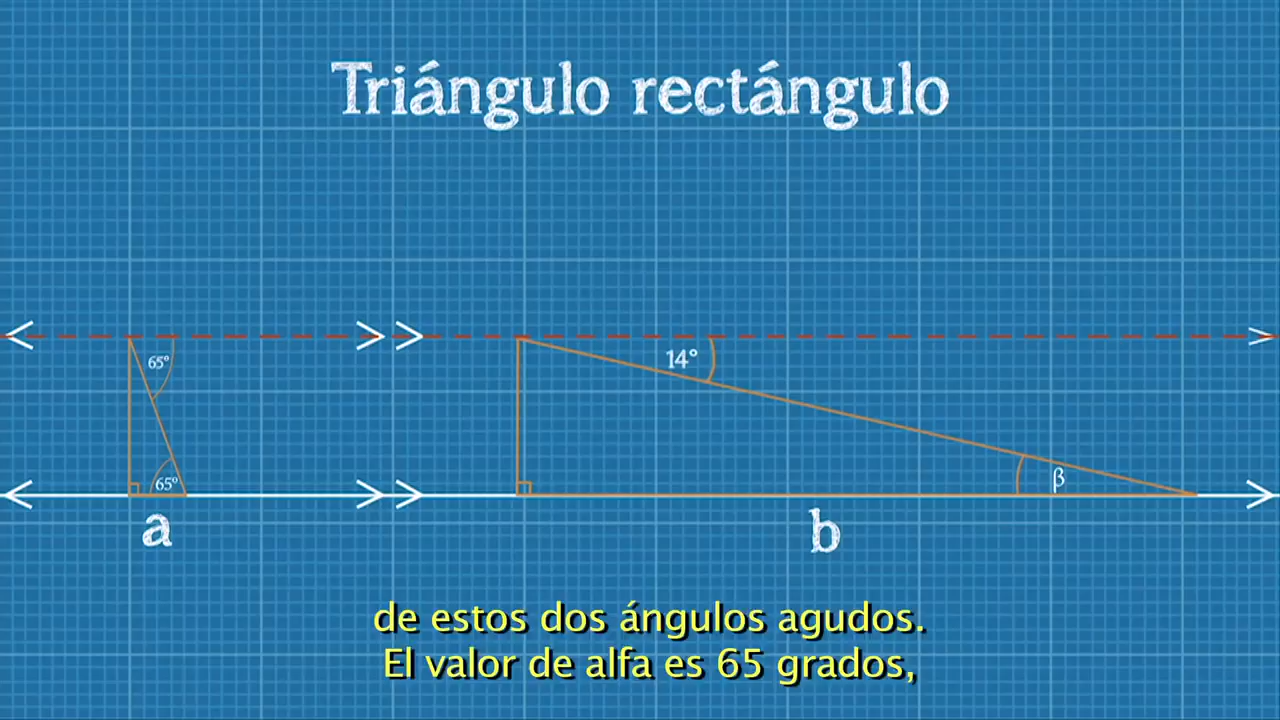 Triángulo rectángulo
65°
14°
65°
β
a
b
de estos dos ángulos agudos.
El valor de alfa es 65 grados,